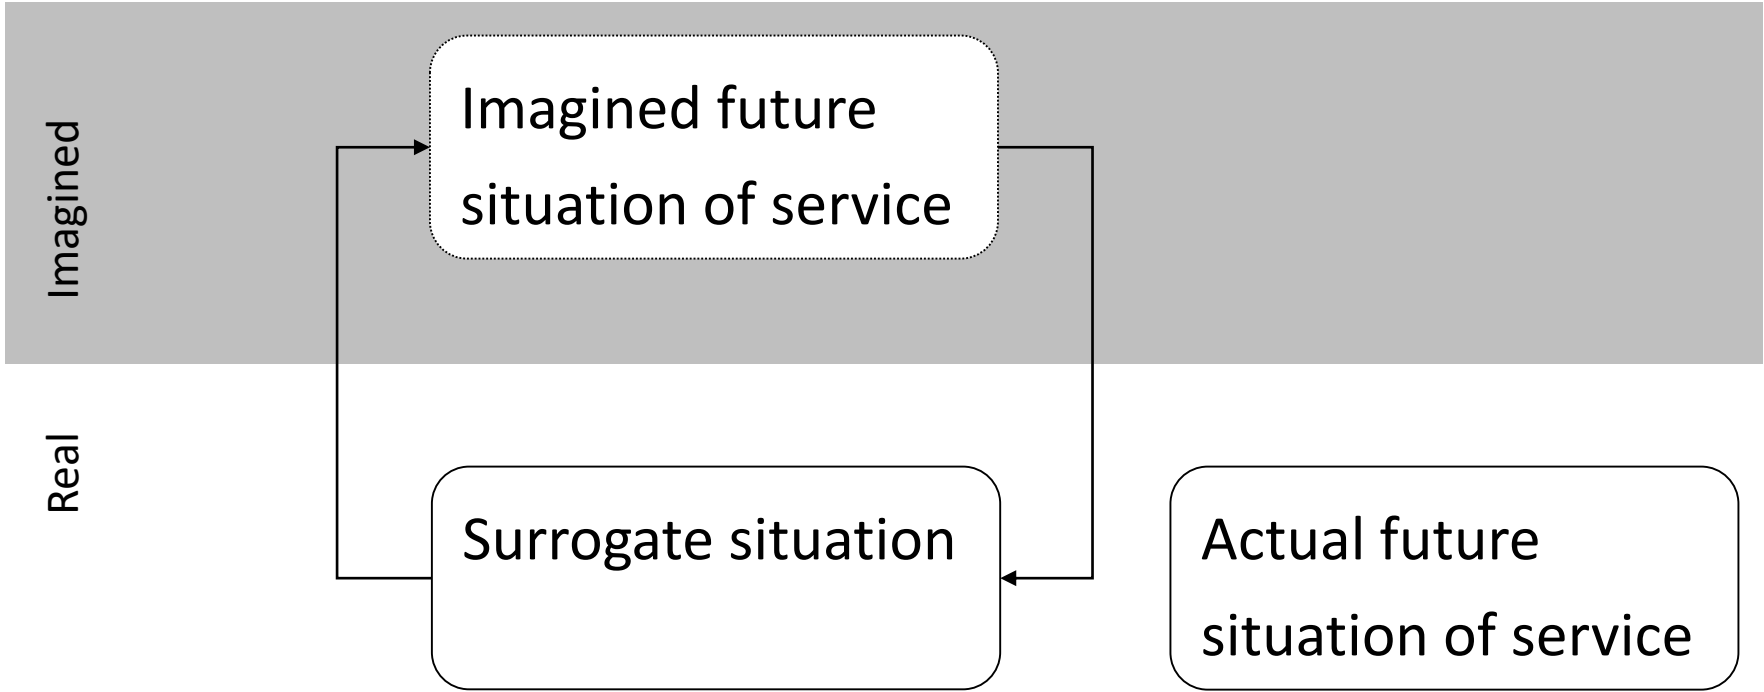 Imagined
Imagined future
situation of service
Real
Surrogate situation
Actual future
situation of service